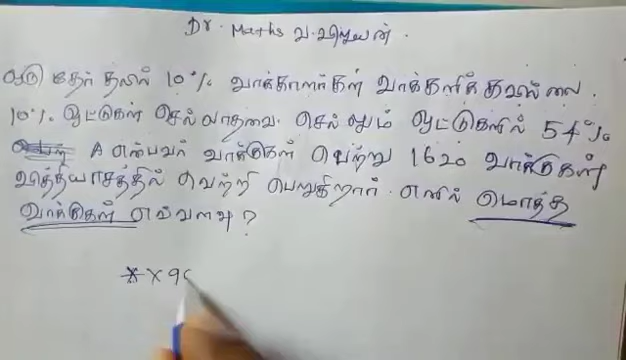 Dr. Maths வ.விஜயன்.
ஒரு தேர்தலில் 10% வாக்காளர்கள் வாக்களிக்கவில்லை.
10% ஓட்டுகள் செல்லாதவை. செல்லும் ஓட்டுகளில் 54%
A என்பவர் வாக்குகள் பெற்று 1620 வாக்குகள்
வித்தியாசத்தில் வெற்றி பெறுகிறார். எனில் மொத்த
வாக்குகள் எவ்வளவு?
× 9